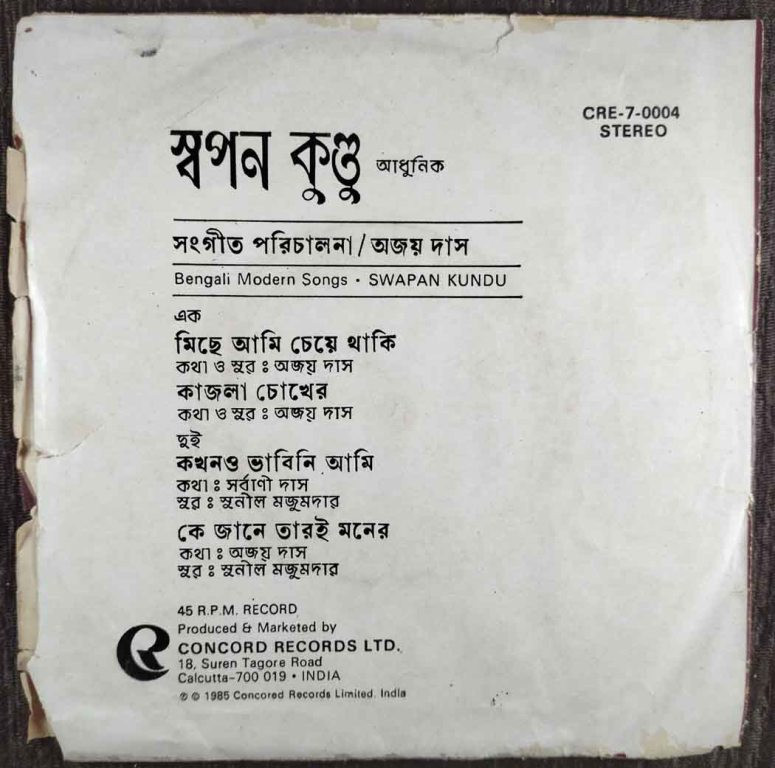 CRE-7-0004
STEREO
স্বপন কুণ্ডু আধুনিক
সংগীত পরিচালনা/অজয় দাস
Bengali Modern Songs • SWAPAN KUNDU
এক
মিছে আমি চেয়ে থাকি
কথা ও সুর : অজয় দাস
কাজলা চোখের
কথা ও সুর : অজয় দাস
দুই
কখনও ভাবিনি আমি
কথা : সর্বাণী দাস
সুর : সুনীল মজুমদার
কে জানে তারই মনের
কথা : অজয় দাস
সুর : সুনীল মজুমদার
45 R.P.M. RECORD
Produced & Marketed by
CONCORD RECORDS LTD.
18, Suren Tagore Road
Calcutta-700 019 • INDIA
℗ © 1985 Concored Records Limited. India